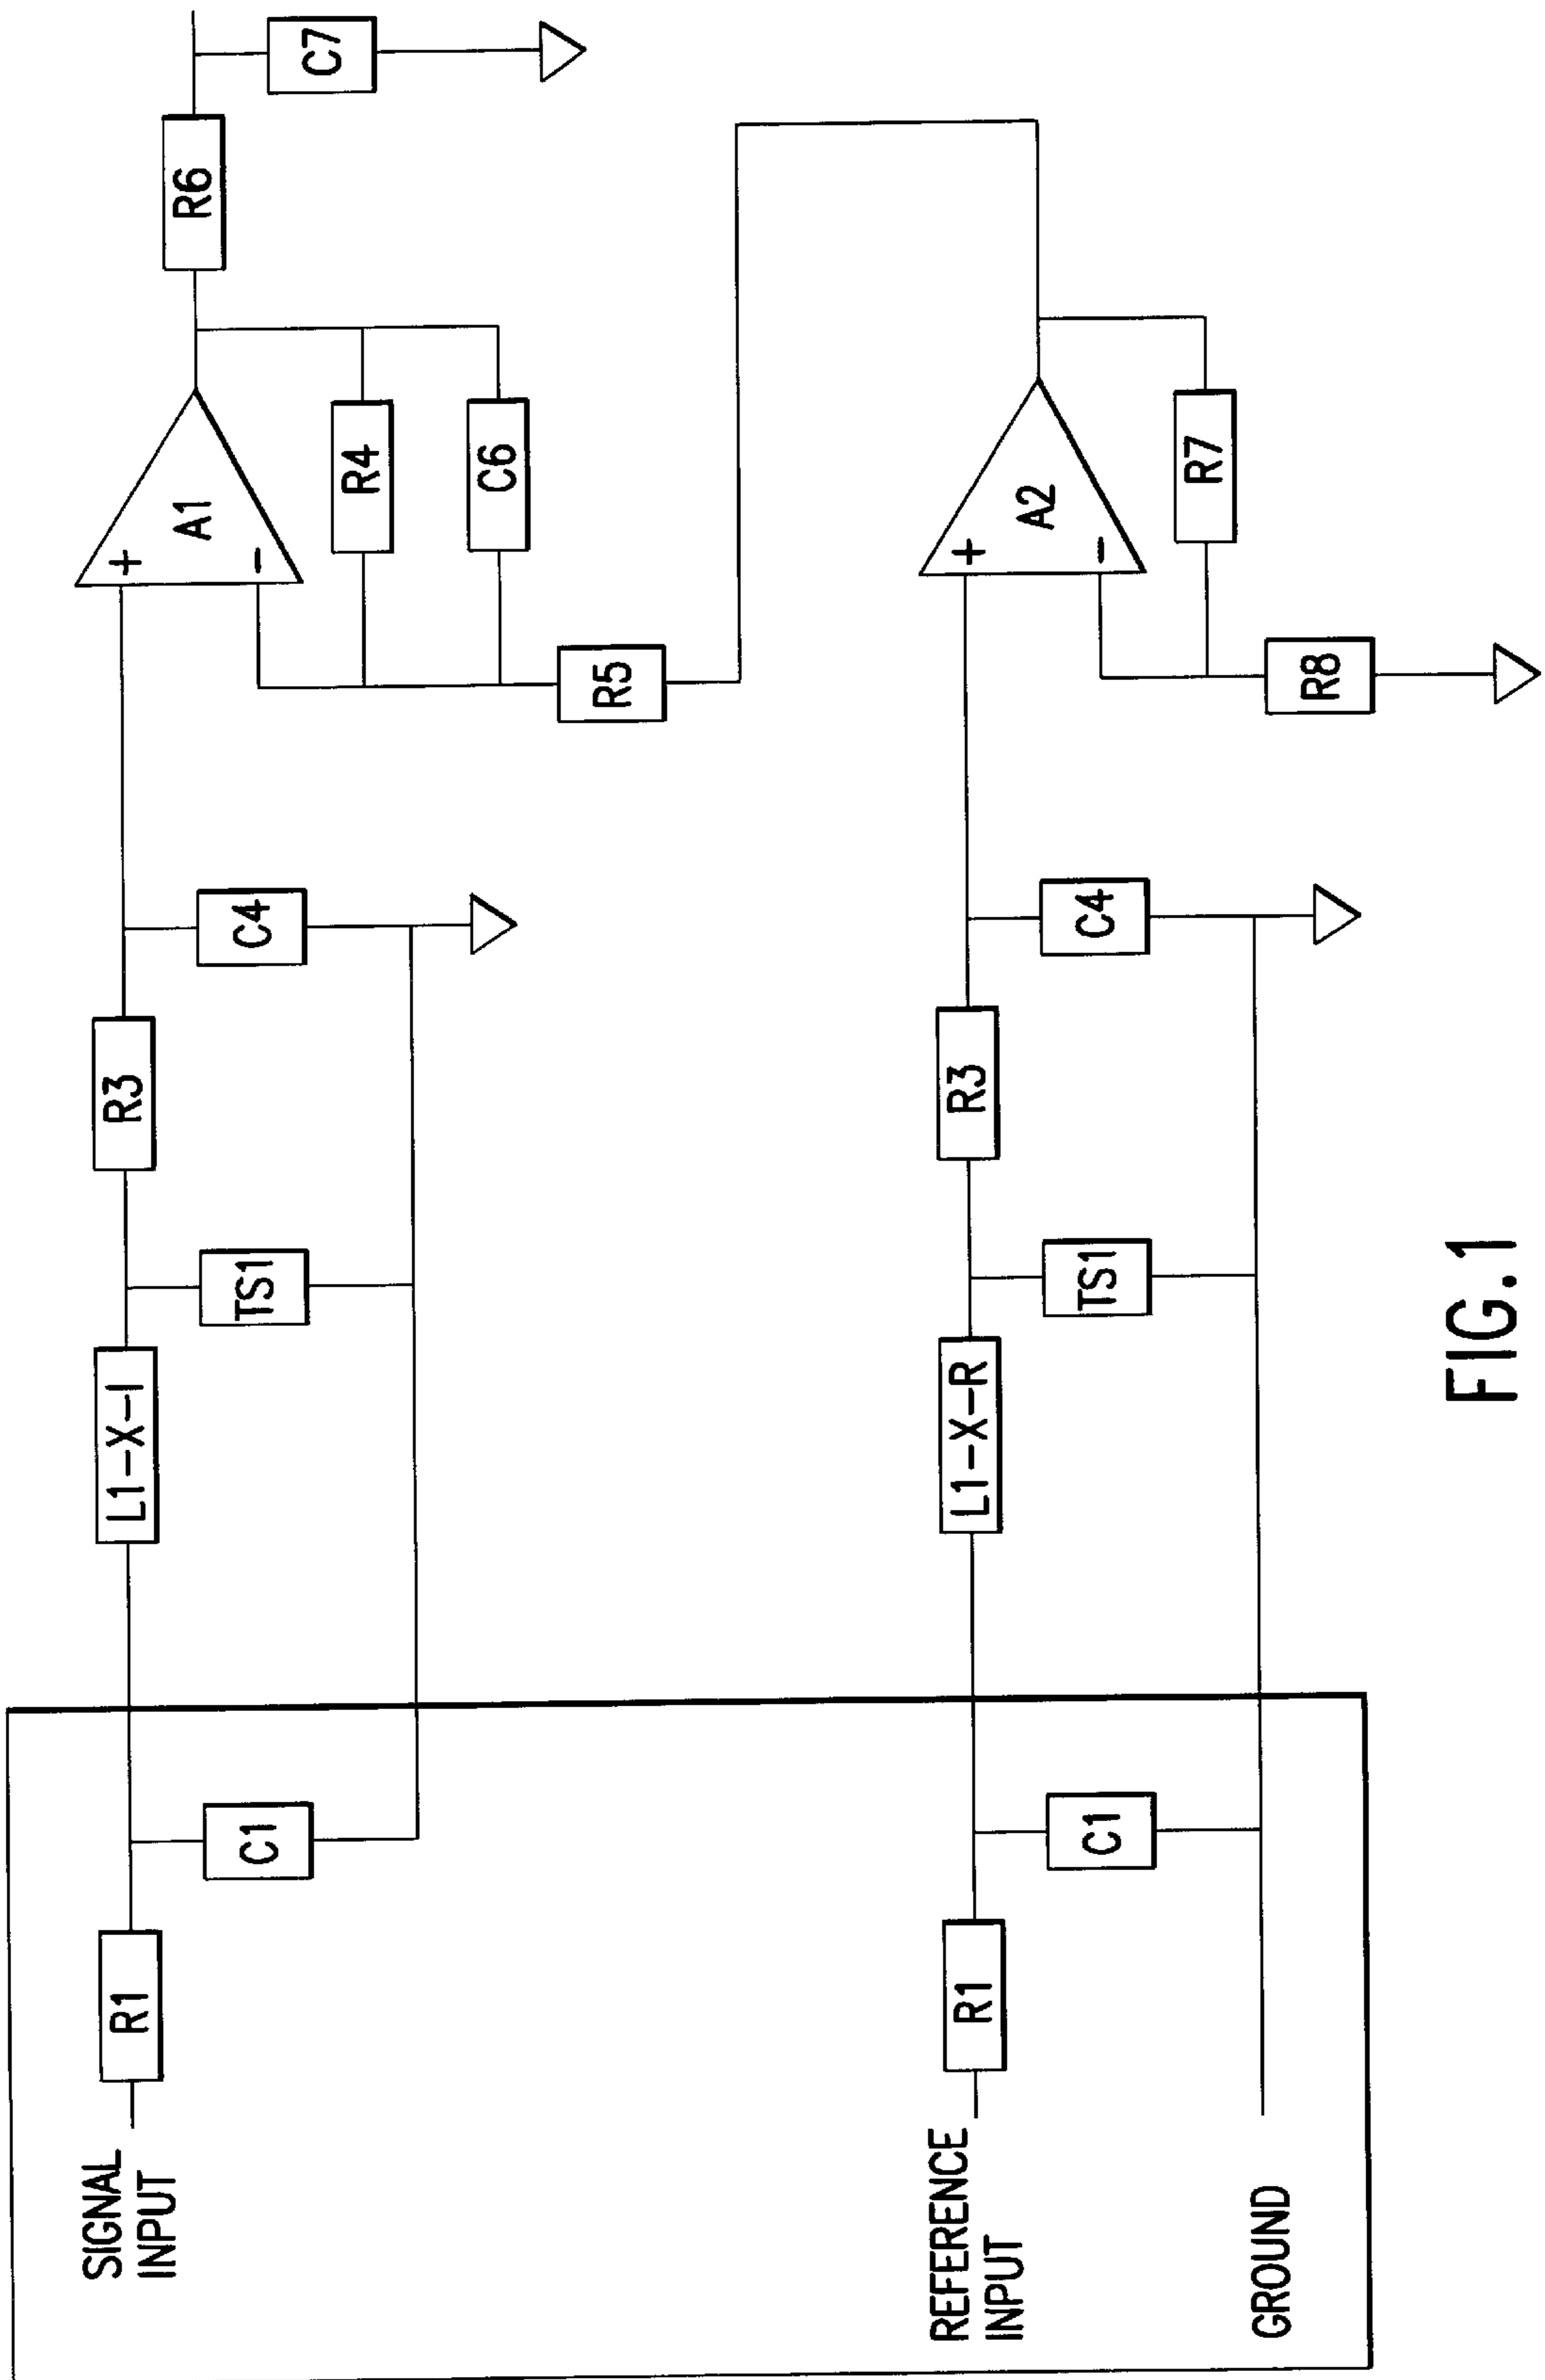 SIGNAL
INPUT
R1
C1
L1-X-I
TS1
R3
C4
+
-
A1
R4
C6
R5
R6
C7
REFERENCE
INPUT
R1
C1
L1-X-R
TS1
R3
C4
+
-
A2
R7
R8
GROUND
FIG.1